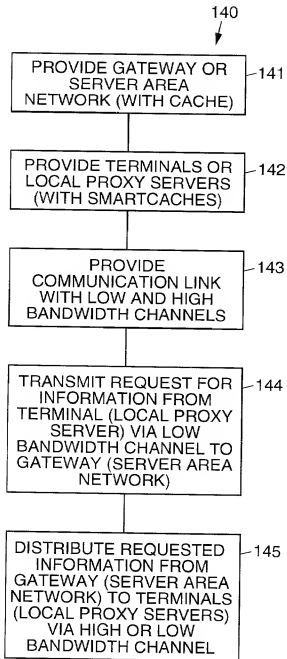 140
PROVIDE GATEWAY OR
SERVER AREA
NETWORK (WITH CACHE)
141
PROVIDE TERMINALS OR
LOCAL PROXY SERVERS
(WITH SMARTCACHES)
142
PROVIDE
COMMUNICATION LINK
WITH LOW AND HIGH
BANDWIDTH CHANNELS
143
TRANSMIT REQUEST FOR
INFORMATION FROM
TERMINAL (LOCAL PROXY
SERVER) VIA LOW
BANDWIDTH CHANNEL TO
GATEWAY (SERVER AREA
NETWORK)
144
DISTRIBUTE REQUESTED
INFORMATION FROM
GATEWAY (SERVER AREA
NETWORK) TO TERMINALS
(LOCAL PROXY SERVERS)
VIA HIGH OR LOW
BANDWIDTH CHANNEL
145